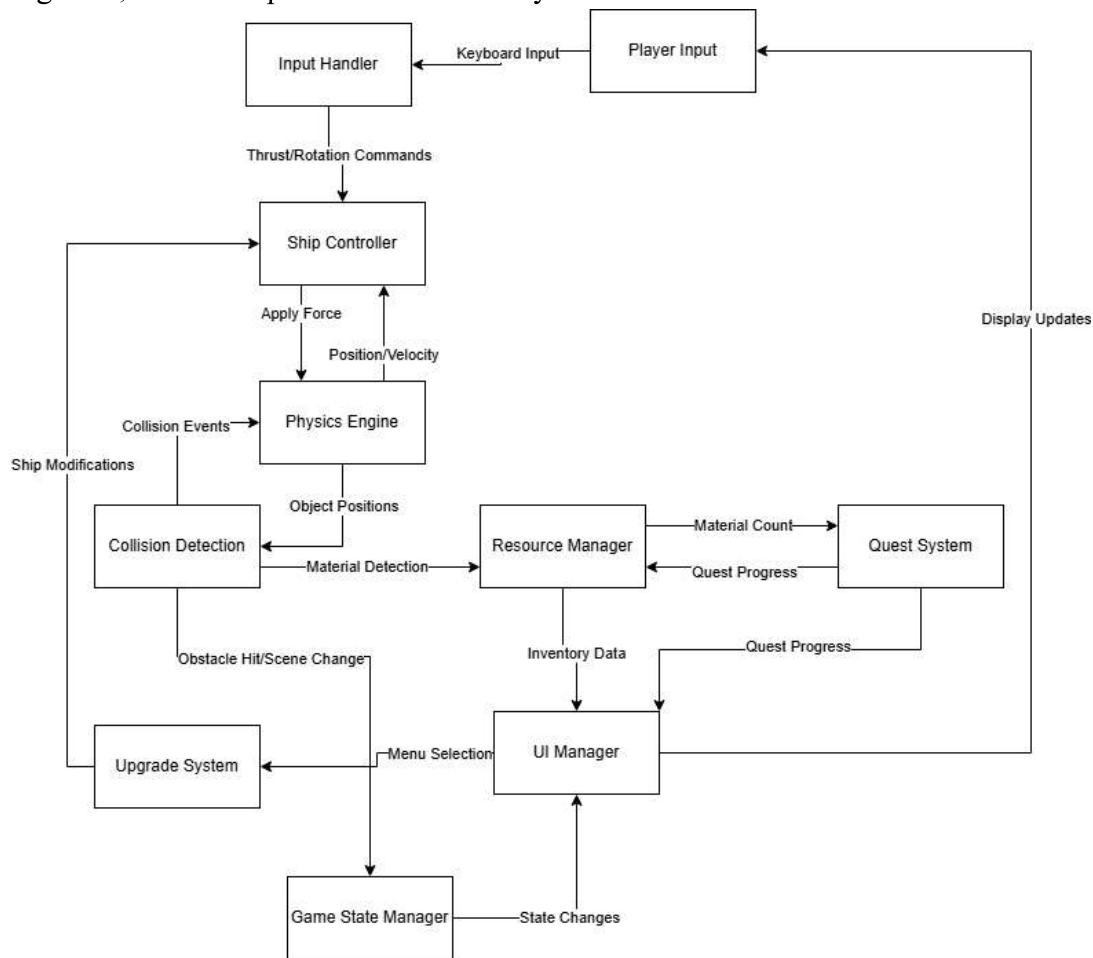 Player Input
Keyboard Input
Input Handler
Thrust/Rotation Commands
Ship Controller
Apply Force
Display Updates
Position/Velocity
Physics Engine
Collision Events
Ship Modifications
Object Positions
Material Count
Collision Detection
Resource Manager
Quest System
Material Detection
Quest Progress
Obstacle Hit/Scene Change
Inventory Data
Quest Progress
Menu Selection
UI Manager
Upgrade System
Game State Manager
State Changes